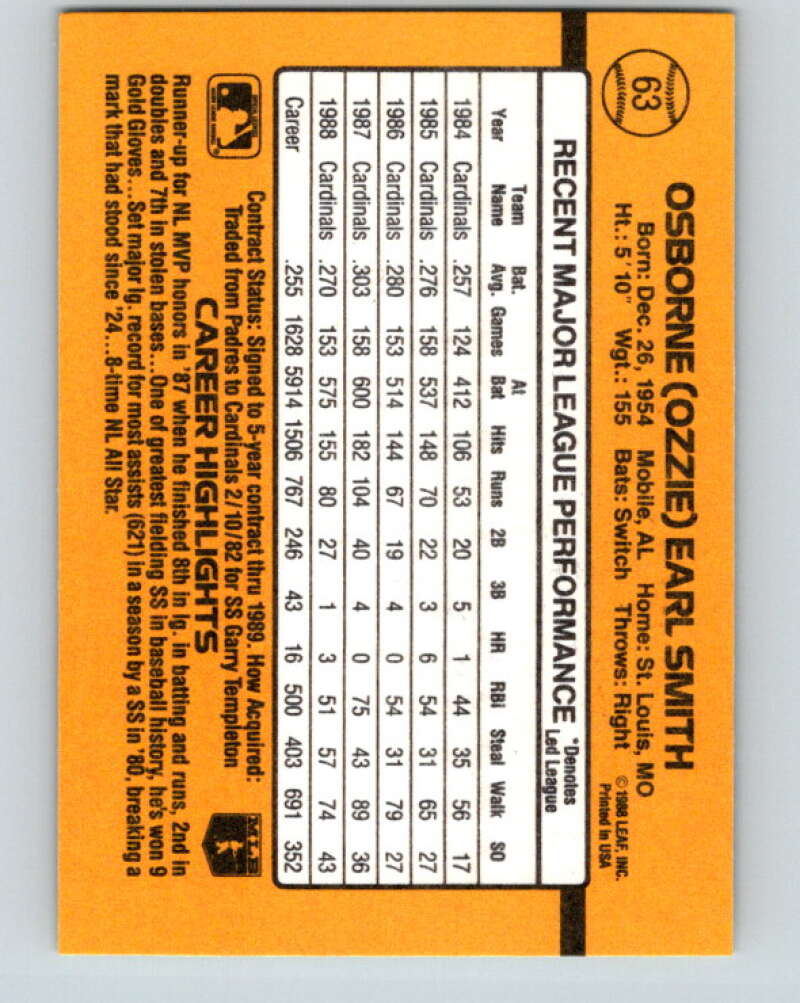 63
OSBORNE (OZZIE) EARL SMITH
Born: Dec. 26, 1954 Mobile, AL Home: St. Louis, MO
Ht.: 5'10" Wgt.: 155 Bats: Switch Throws: Right
© 1988 LEAF, INC.
Printed in USA
RECENT MAJOR LEAGUE PERFORMANCE *Denotes Led League
Year Team Name Bat. Avg. Games At Bat Hits Runs 2B 3B HR RBI Steal Walk SO
1984 Cardinals .257 124 412 106 53 20 5 1 44 35 56 17
1985 Cardinals .276 158 537 148 70 22 3 6 54 31 65 27
1986 Cardinals .280 153 514 144 67 19 4 0 54 31 79 27
1987 Cardinals .303 158 600 182 104 40 4 0 75 43 89 36
1988 Cardinals .270 153 575 155 80 27 1 3 51 57 74 43
Career .255 1628 5914 1506 767 246 43 16 500 403 691 352
Contract Status: Signed to 5-year contract thru 1989. How Acquired:
Traded from Padres to Cardinals 2/10/82 for SS Garry Templeton
MLB
CAREER HIGHLIGHTS
Runner-up for NL MVP honors in '87 when he finished 8th in lg. in batting and runs, 2nd in
doubles and 7th in stolen bases...One of greatest fielding SS in baseball history, he's won 9
Gold Gloves...Set major lg. record for most assists (621) in a season by a SS in '80, breaking a
mark that had stood since '24...8-time NL All Star.